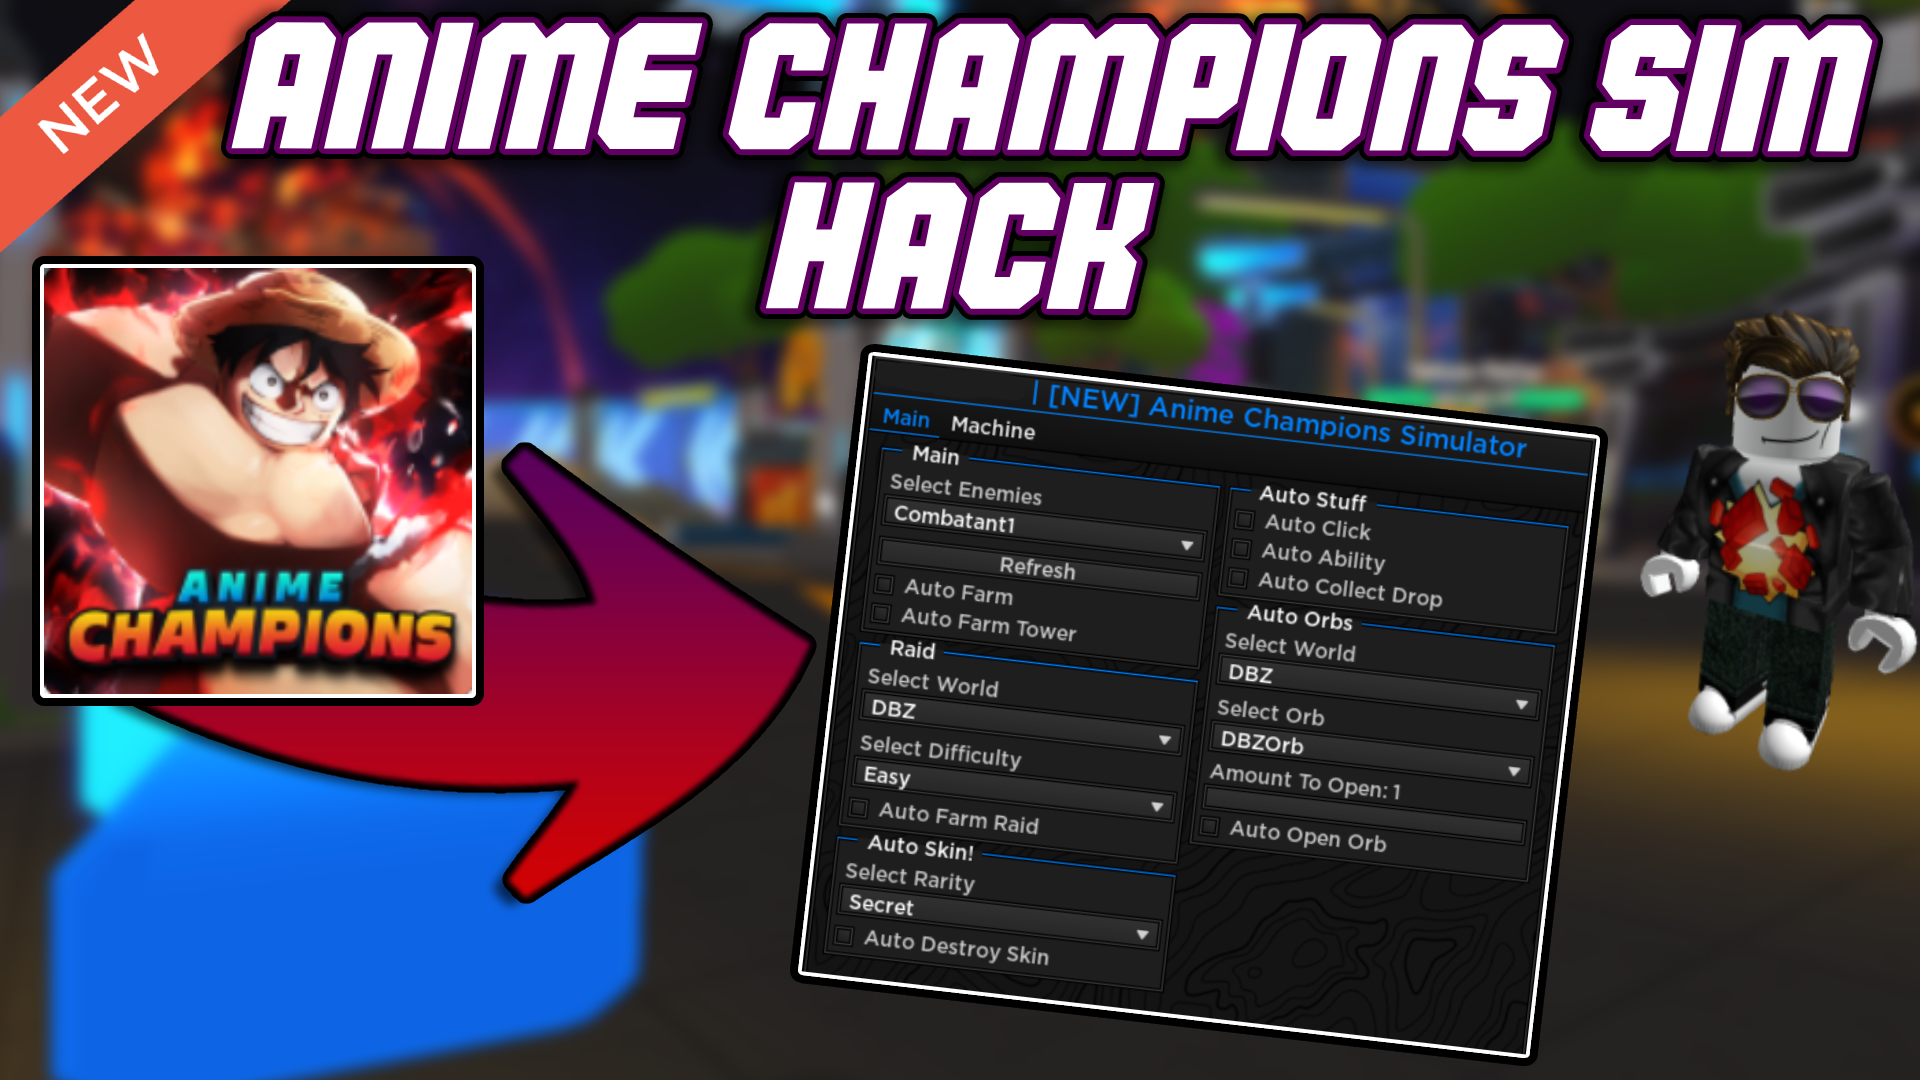 NEW
ANIME CHAMPIONS SIM
HACK
ANIME
CHAMPIONS
| [NEW] Anime Champions Simulator
Main Machine
Main
Select Enemies
Combatant1
Refresh
Auto Farm
Auto Farm Tower
Raid
Select World
DBZ
Select Difficulty
Easy
Auto Farm Raid
Auto Skin!
Select Rarity
Secret
Auto Destroy Skin
Auto Stuff
Auto Click
Auto Ability
Auto Collect Drop
Auto Orbs
Select World
DBZ
Select Orb
DBZOrb
Amount To Open: 1
Auto Open Orb